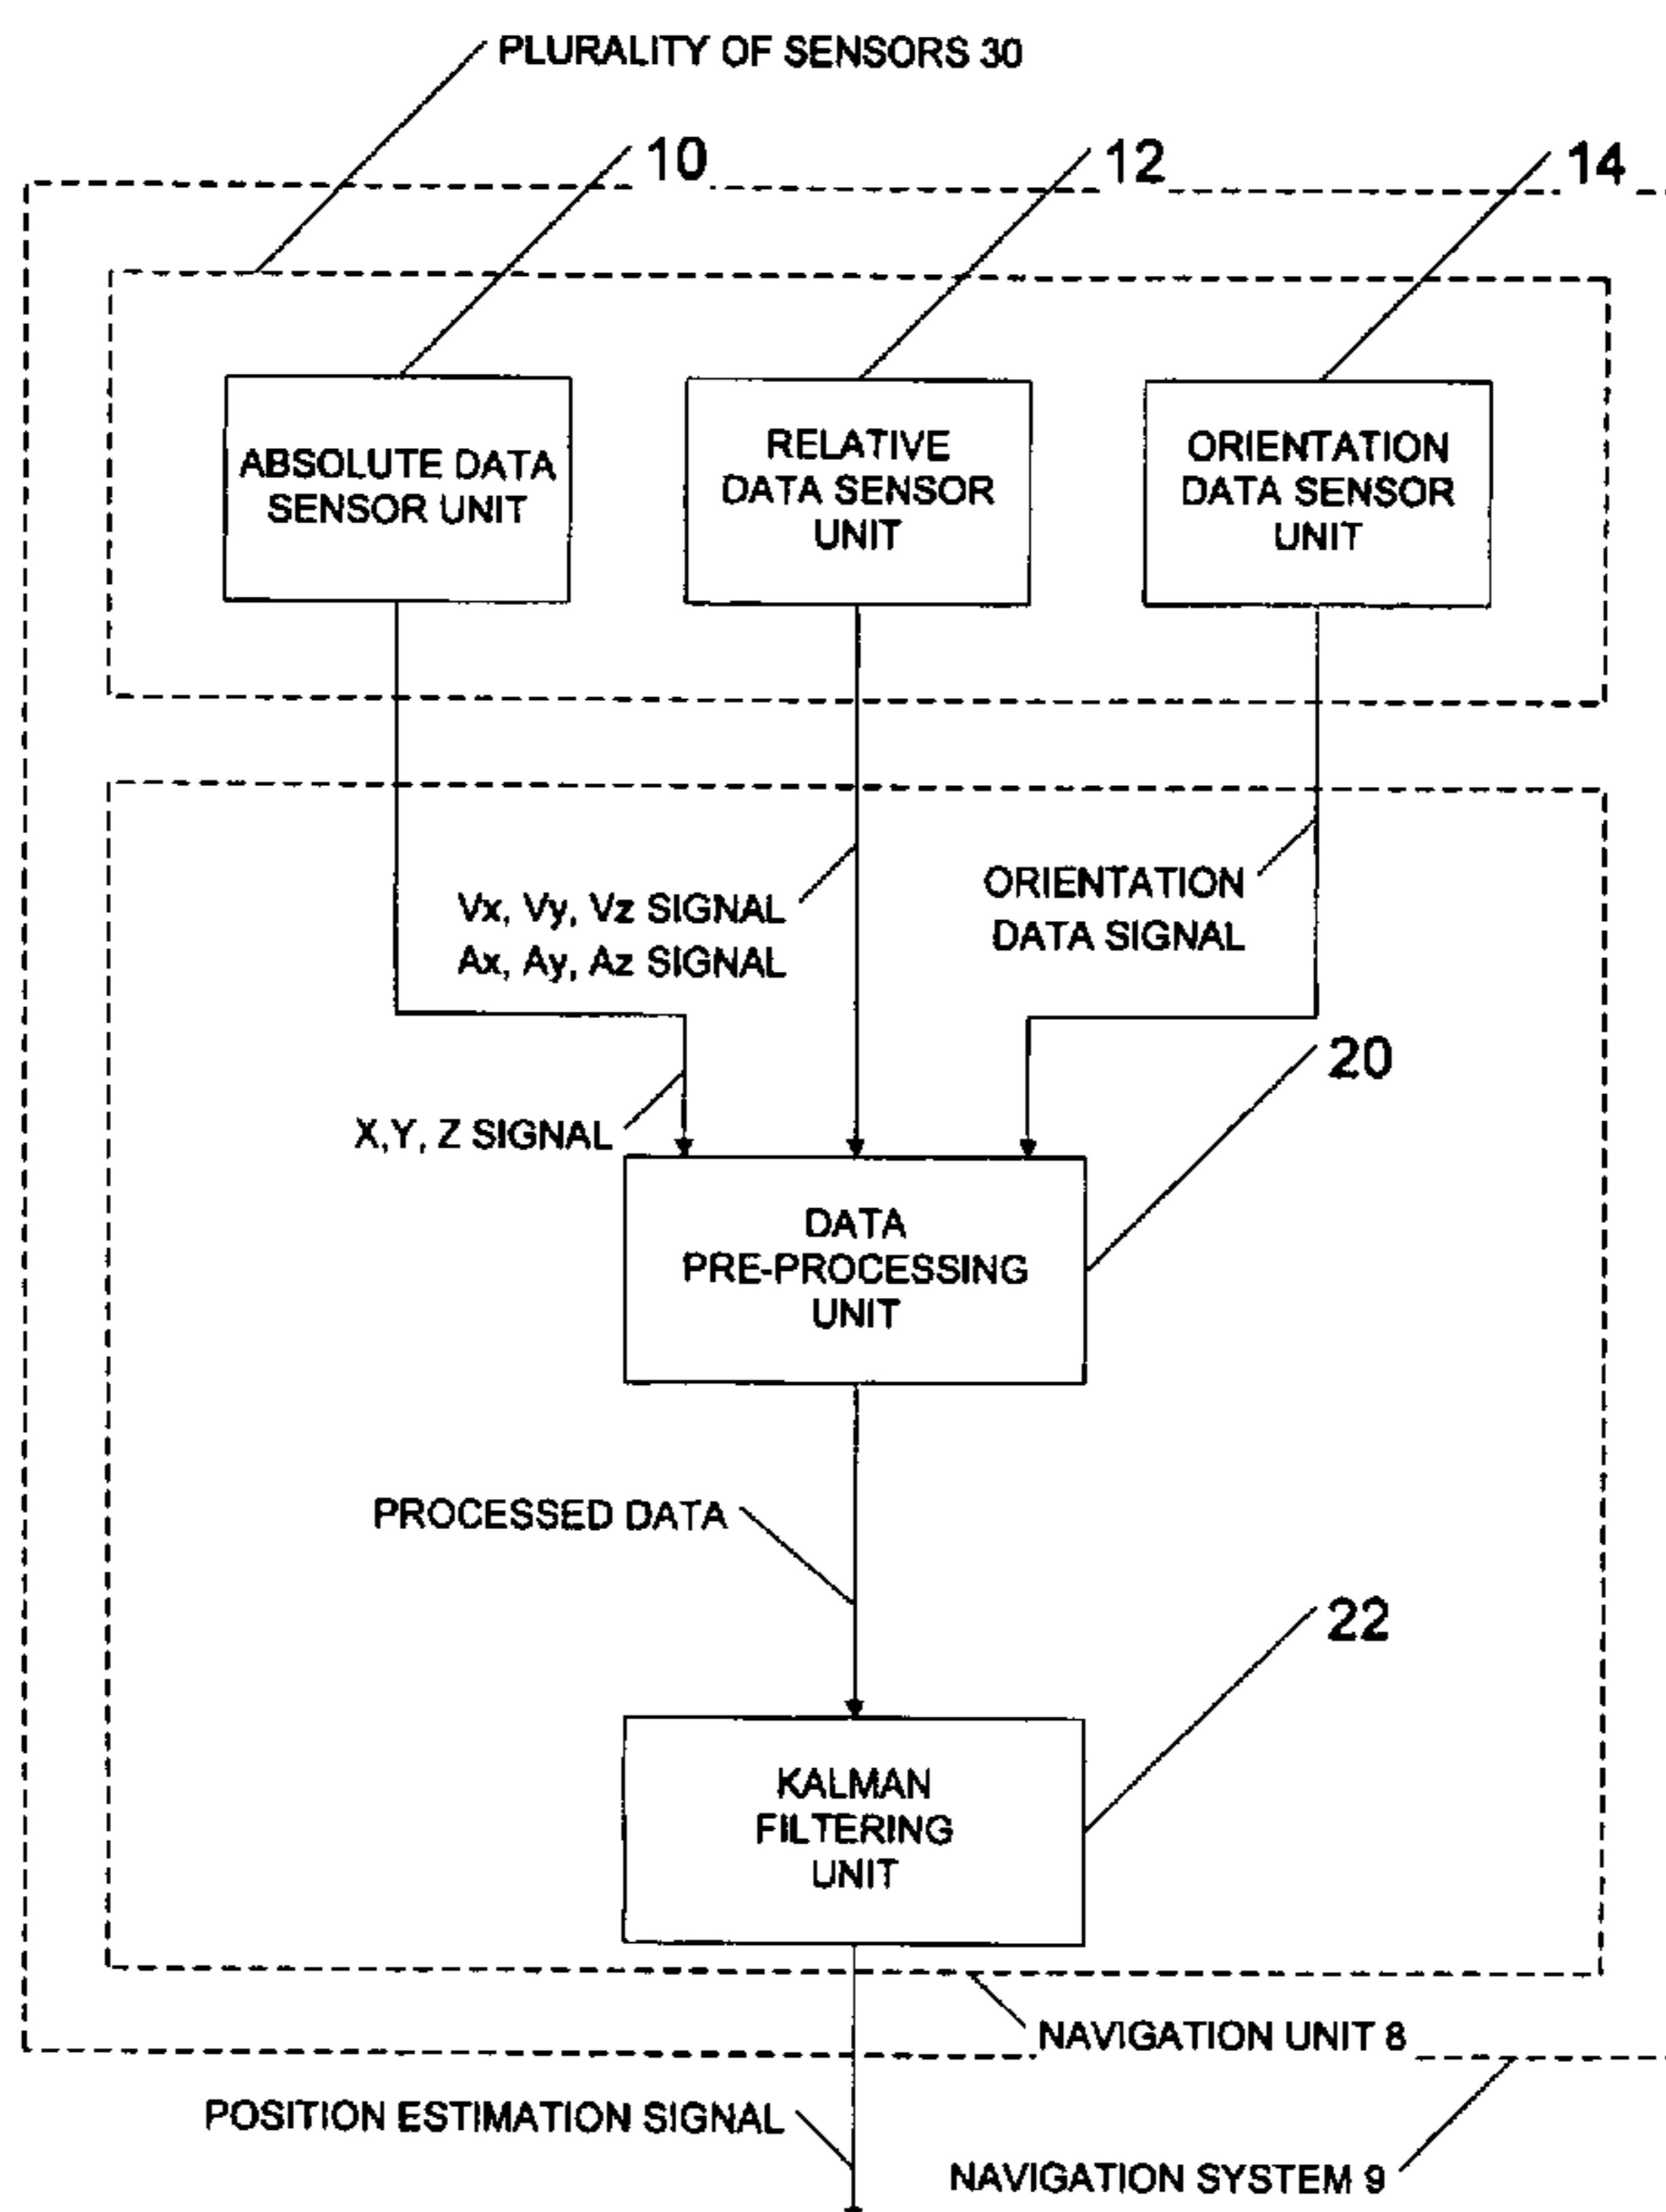 PLURALITY OF SENSORS 30
10
12
14
ABSOLUTE DATA
SENSOR UNIT
RELATIVE
DATA SENSOR
UNIT
ORIENTATION
DATA SENSOR
UNIT
Vx, Vy, Vz SIGNAL
Ax, Ay, Az SIGNAL
ORIENTATION
DATA SIGNAL
X,Y, Z SIGNAL
20
DATA
PRE-PROCESSING
UNIT
PROCESSED DATA
22
KALMAN
FILTERING
UNIT
NAVIGATION UNIT 8
POSITION ESTIMATION SIGNAL
NAVIGATION SYSTEM 9